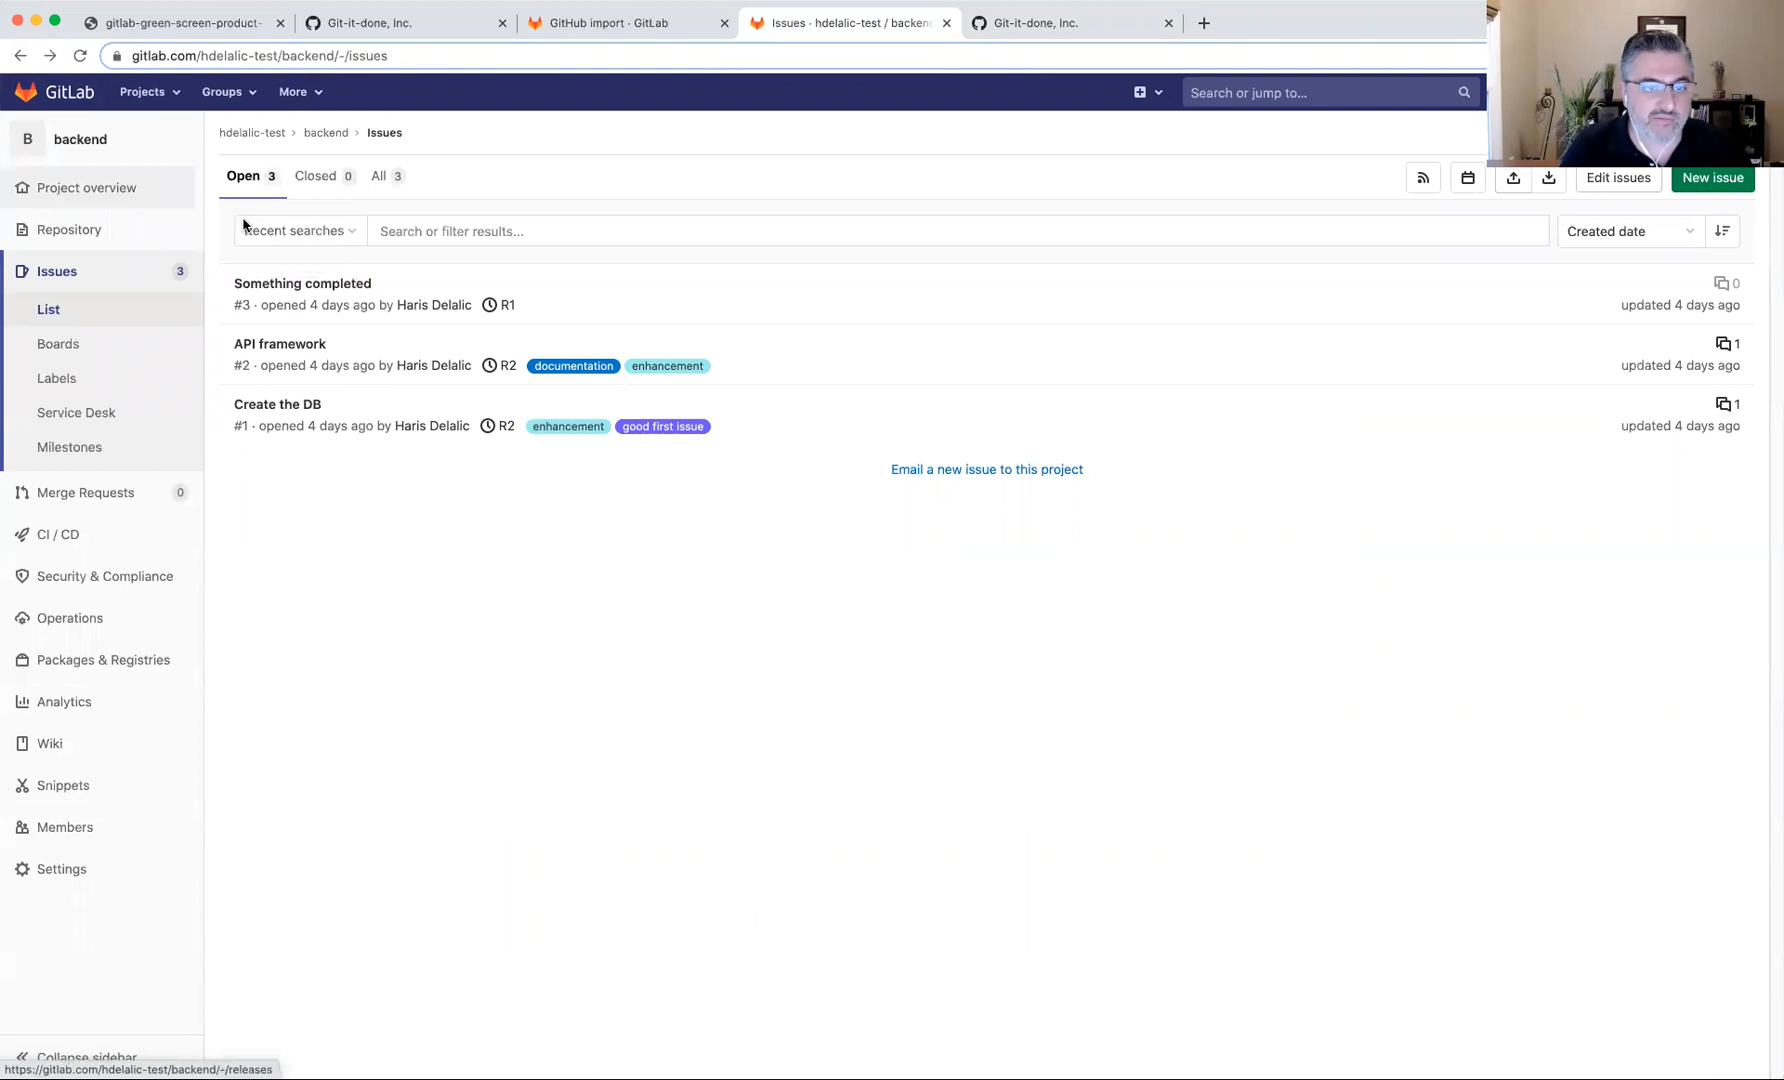 gitlab-green-screen-product-
Git-it-done, Inc.
GitHub import · GitLab
Issues · hdelalic-test / backend
Git-it-done, Inc.
gitlab.com/hdelalic-test/backend/-/issues
GitLab
Projects
Groups
More
Search or jump to...
B backend
Project overview
Repository
Issues 3
List
Boards
Labels
Service Desk
Milestones
Merge Requests 0
CI / CD
Security & Compliance
Operations
Packages & Registries
Analytics
Wiki
Snippets
Members
Settings
Collapse sidebar
https://gitlab.com/hdelalic-test/backend/-/releases
hdelalic-test › backend › Issues
Open 3 Closed 0 All 3
Edit issues
New issue
Recent searches
Search or filter results...
Created date
Something completed
0
#3 · opened 4 days ago by Haris Delalic R1
updated 4 days ago
API framework
1
#2 · opened 4 days ago by Haris Delalic R2 documentation enhancement
updated 4 days ago
Create the DB
1
#1 · opened 4 days ago by Haris Delalic R2 enhancement good first issue
updated 4 days ago
Email a new issue to this project